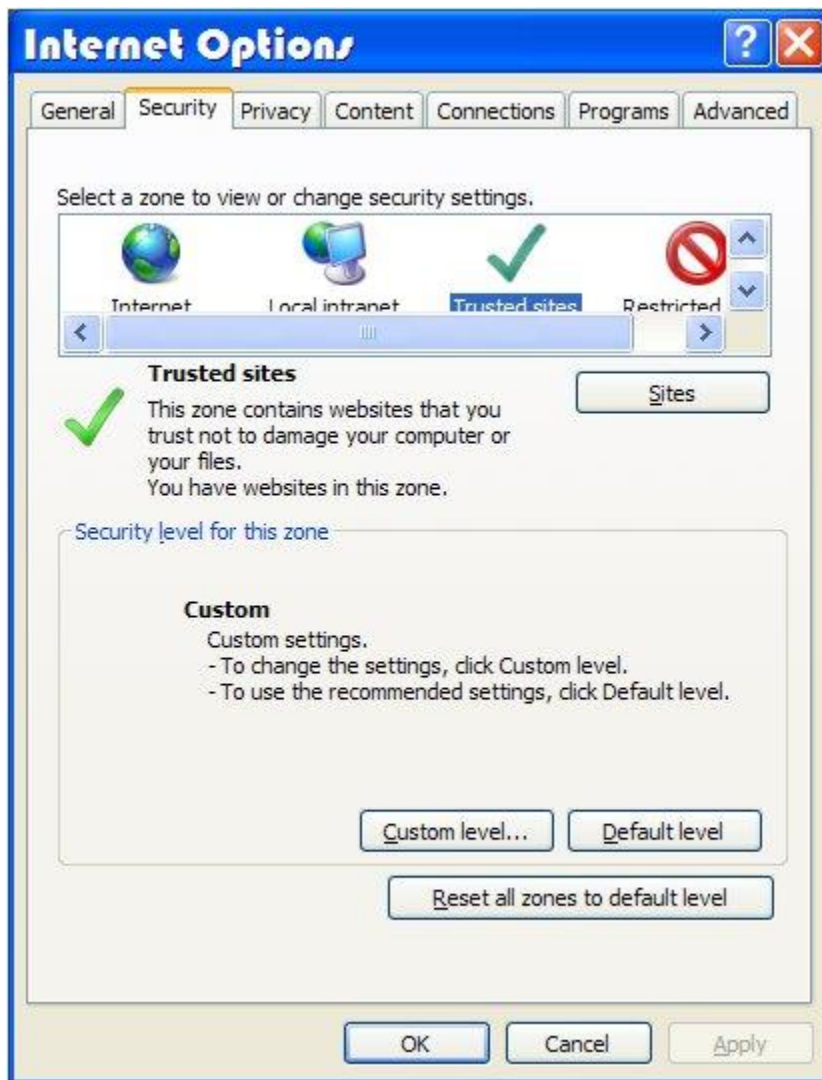 Internet Options
General Security Privacy Content Connections Programs Advanced
Select a zone to view or change security settings.
Internet Local intranet Trusted sites Restricted
Trusted sites
Sites
This zone contains websites that you
trust not to damage your computer or
your files.
You have websites in this zone.
Security level for this zone
Custom
Custom settings.
- To change the settings, click Custom level.
- To use the recommended settings, click Default level.
Custom level... Default level
Reset all zones to default level
OK Cancel Apply